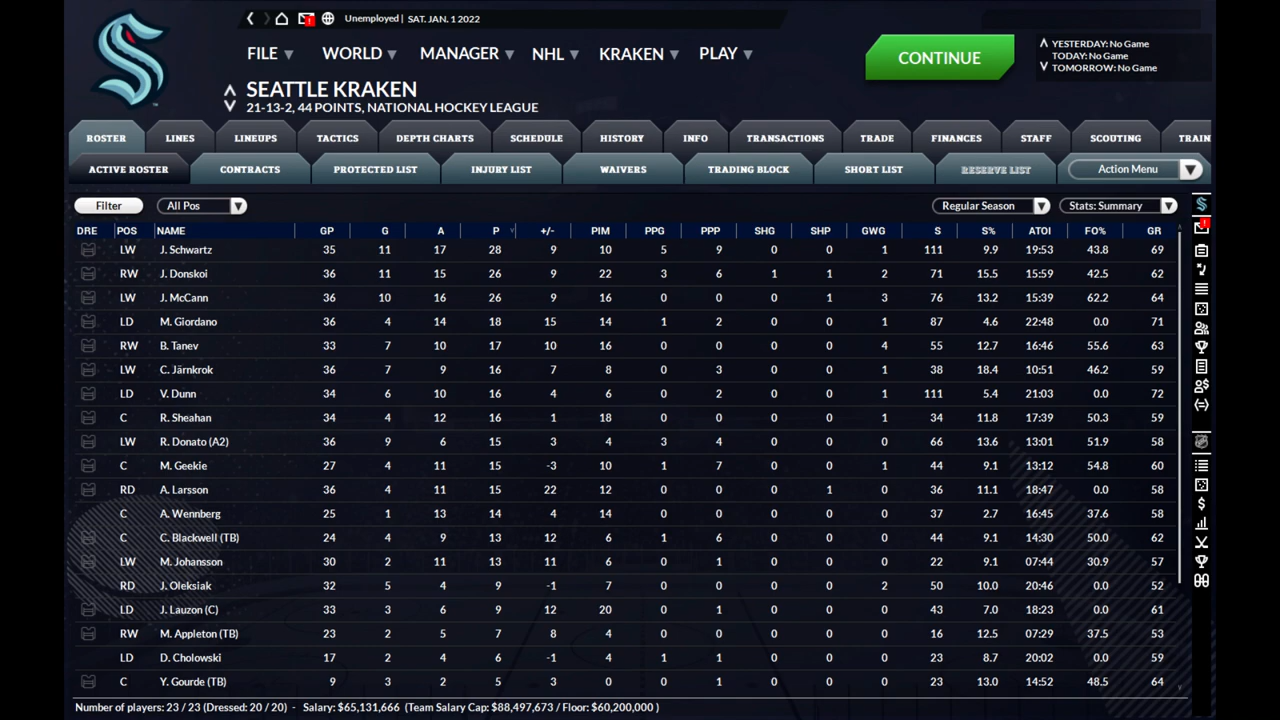 Unemployed | SAT. JAN. 1 2022
FILE WORLD MANAGER NHL KRAKEN PLAY
CONTINUE
YESTERDAY: No Game
TODAY: No Game
TOMORROW: No Game
SEATTLE KRAKEN
21-13-2, 44 POINTS, NATIONAL HOCKEY LEAGUE
ROSTER LINES LINEUPS TACTICS DEPTH CHARTS SCHEDULE HISTORY INFO TRANSACTIONS TRADE FINANCES STAFF SCOUTING TRAIN
ACTIVE ROSTER CONTRACTS PROTECTED LIST INJURY LIST WAIVERS TRADING BLOCK SHORT LIST RESERVE LIST Action Menu
Filter All Pos Regular Season Stats: Summary
DRE POS NAME GP G A P +/- PIM PPG PPP SHG SHP GWG S S% ATOI FO% GR
LW J. Schwartz 35 11 17 28 9 10 5 9 0 0 1 111 9.9 19:53 43.8 69
RW J. Donskoi 36 11 15 26 9 22 3 6 1 1 2 71 15.5 15:59 42.5 62
LW J. McCann 36 10 16 26 9 16 0 0 0 1 3 76 13.2 15:39 62.2 64
LD M. Giordano 36 4 14 18 15 14 1 2 0 0 1 87 4.6 22:48 0.0 71
RW B. Tanev 33 7 10 17 10 16 0 0 0 0 4 55 12.7 16:46 55.6 63
LW C. Järnkrok 36 7 9 16 7 8 0 3 0 0 1 38 18.4 10:51 46.2 59
LD V. Dunn 34 6 10 16 4 6 0 2 0 0 1 111 5.4 21:03 0.0 72
C R. Sheahan 34 4 12 16 1 18 0 0 0 0 1 34 11.8 17:39 50.3 59
LW R. Donato (A2) 36 9 6 15 3 4 3 4 0 0 0 66 13.6 13:01 51.9 58
C M. Geekie 27 4 11 15 -3 10 1 7 0 0 1 44 9.1 13:12 54.8 60
RD A. Larsson 36 4 11 15 22 12 0 0 0 1 0 36 11.1 18:47 0.0 58
C A. Wennberg 25 1 13 14 4 14 0 0 0 0 0 37 2.7 16:45 37.6 58
C C. Blackwell (TB) 24 4 9 13 12 6 1 6 0 0 0 44 9.1 14:30 50.0 62
LW M. Johansson 30 2 11 13 11 6 0 1 0 0 0 22 9.1 07:44 30.9 57
RD J. Oleksiak 32 5 4 9 -1 7 0 0 0 0 2 50 10.0 20:46 0.0 52
LD J. Lauzon (C) 33 3 6 9 12 20 0 1 0 0 0 43 7.0 18:23 0.0 61
RW M. Appleton (TB) 23 2 5 7 8 4 0 0 0 0 0 16 12.5 07:29 37.5 53
LD D. Cholowski 17 2 4 6 -1 4 1 1 0 0 0 23 8.7 20:02 0.0 59
C Y. Gourde (TB) 9 3 2 5 3 0 0 1 0 0 0 23 13.0 14:52 48.5 64
Number of players: 23 / 23 (Dressed: 20 / 20) - Salary: $65,131,666 (Team Salary Cap: $88,497,673 / Floor: $60,200,000 )